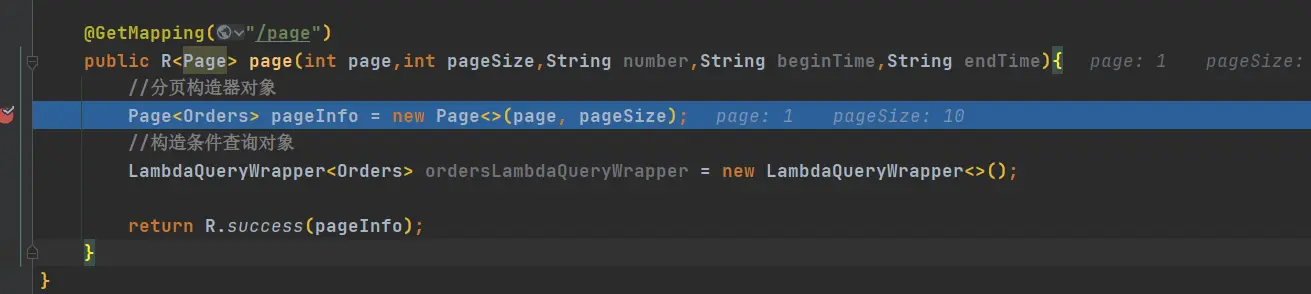 @GetMapping("/page")
public R<Page> page(int page,int pageSize,String number,String beginTime,String endTime){ page: 1 pageSize:
//分页构造器对象
Page<Orders> pageInfo = new Page<>(page, pageSize); page: 1 pageSize: 10
//构造条件查询对象
LambdaQueryWrapper<Orders> ordersLambdaQueryWrapper = new LambdaQueryWrapper<>();
return R.success(pageInfo);
}
}